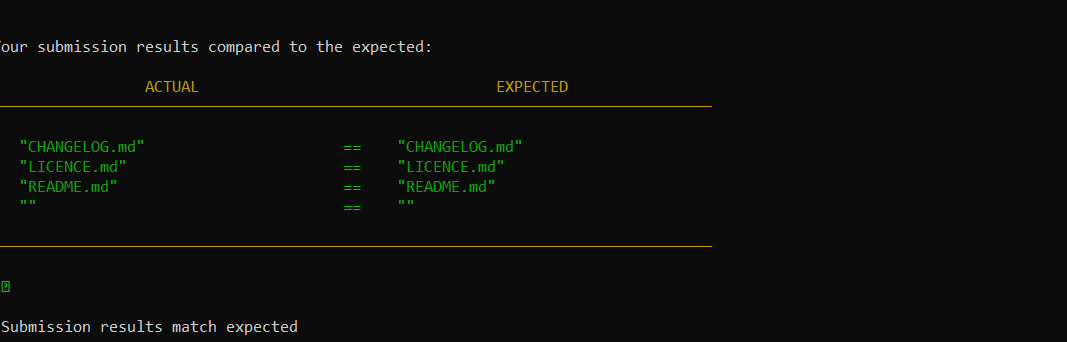 our submission results compared to the expected:
ACTUAL EXPECTED
"CHANGELOG.md" == "CHANGELOG.md"
"LICENCE.md" == "LICENCE.md"
"README.md" == "README.md"
"" == ""
Submission results match expected